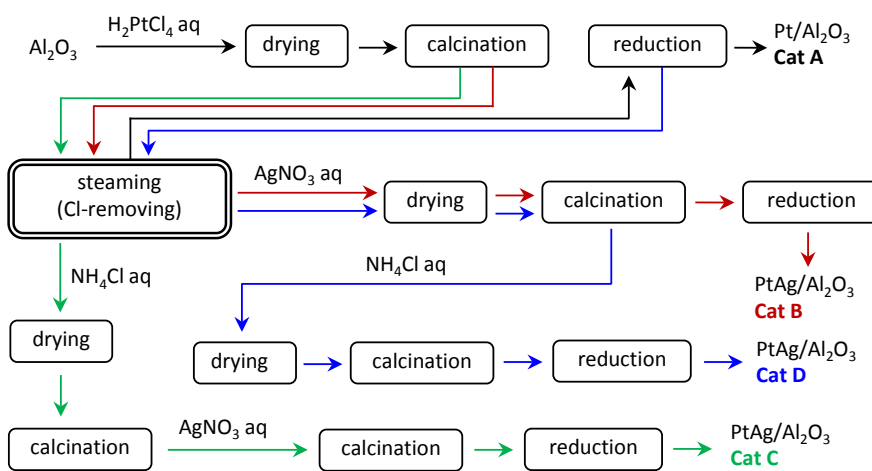 Al₂O₃
H₂PtCl₄ aq
drying
calcination
reduction
Pt/Al₂O₃
Cat A
steaming
(Cl-removing)
AgNO₃ aq
drying
calcination
reduction
NH₄Cl aq
NH₄Cl aq
PtAg/Al₂O₃
Cat B
drying
drying
calcination
reduction
PtAg/Al₂O₃
Cat D
calcination
AgNO₃ aq
calcination
reduction
PtAg/Al₂O₃
Cat C